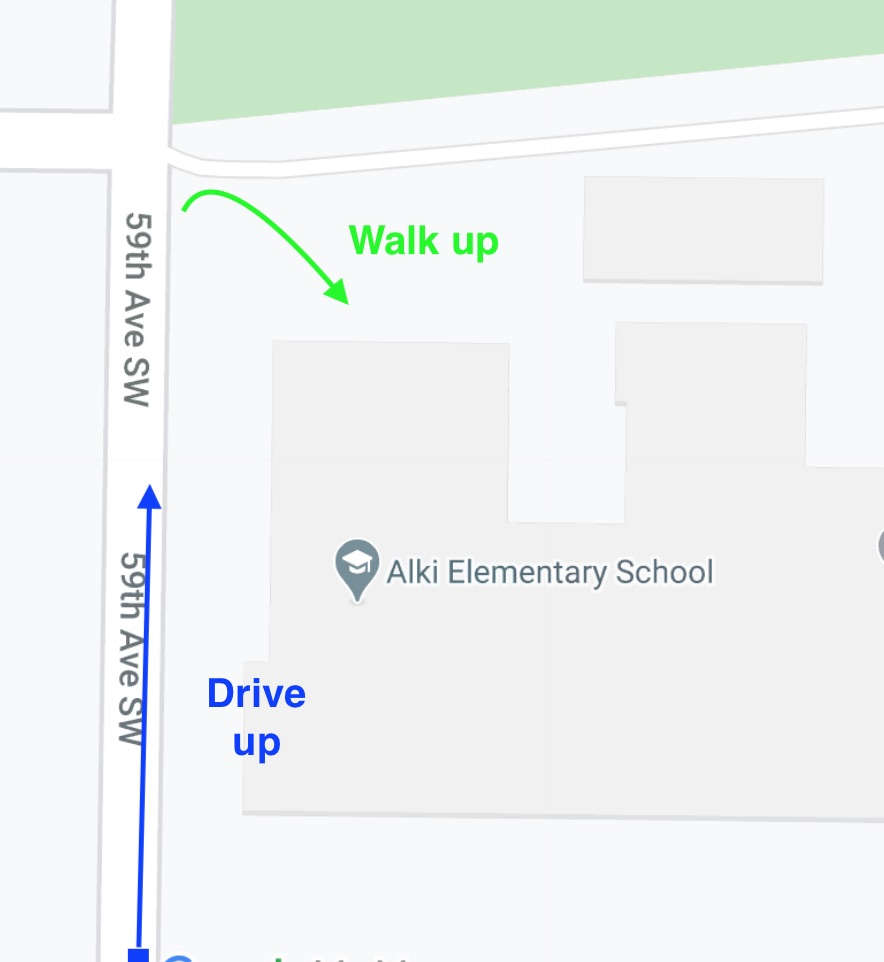 Walk up
59th Ave SW
59th Ave SW
Alki Elementary School
Drive
up